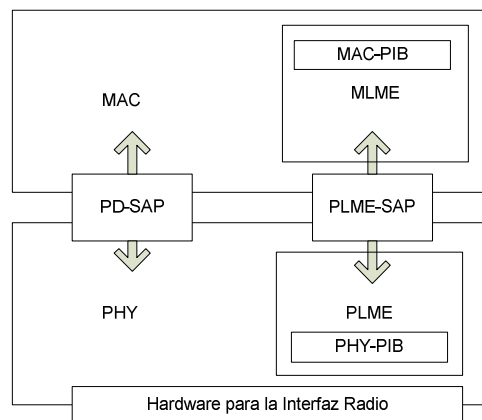 MAC-PIB
MAC
MLME
PD-SAP
PLME-SAP
PHY
PLME
PHY-PIB
Hardware para la Interfaz Radio